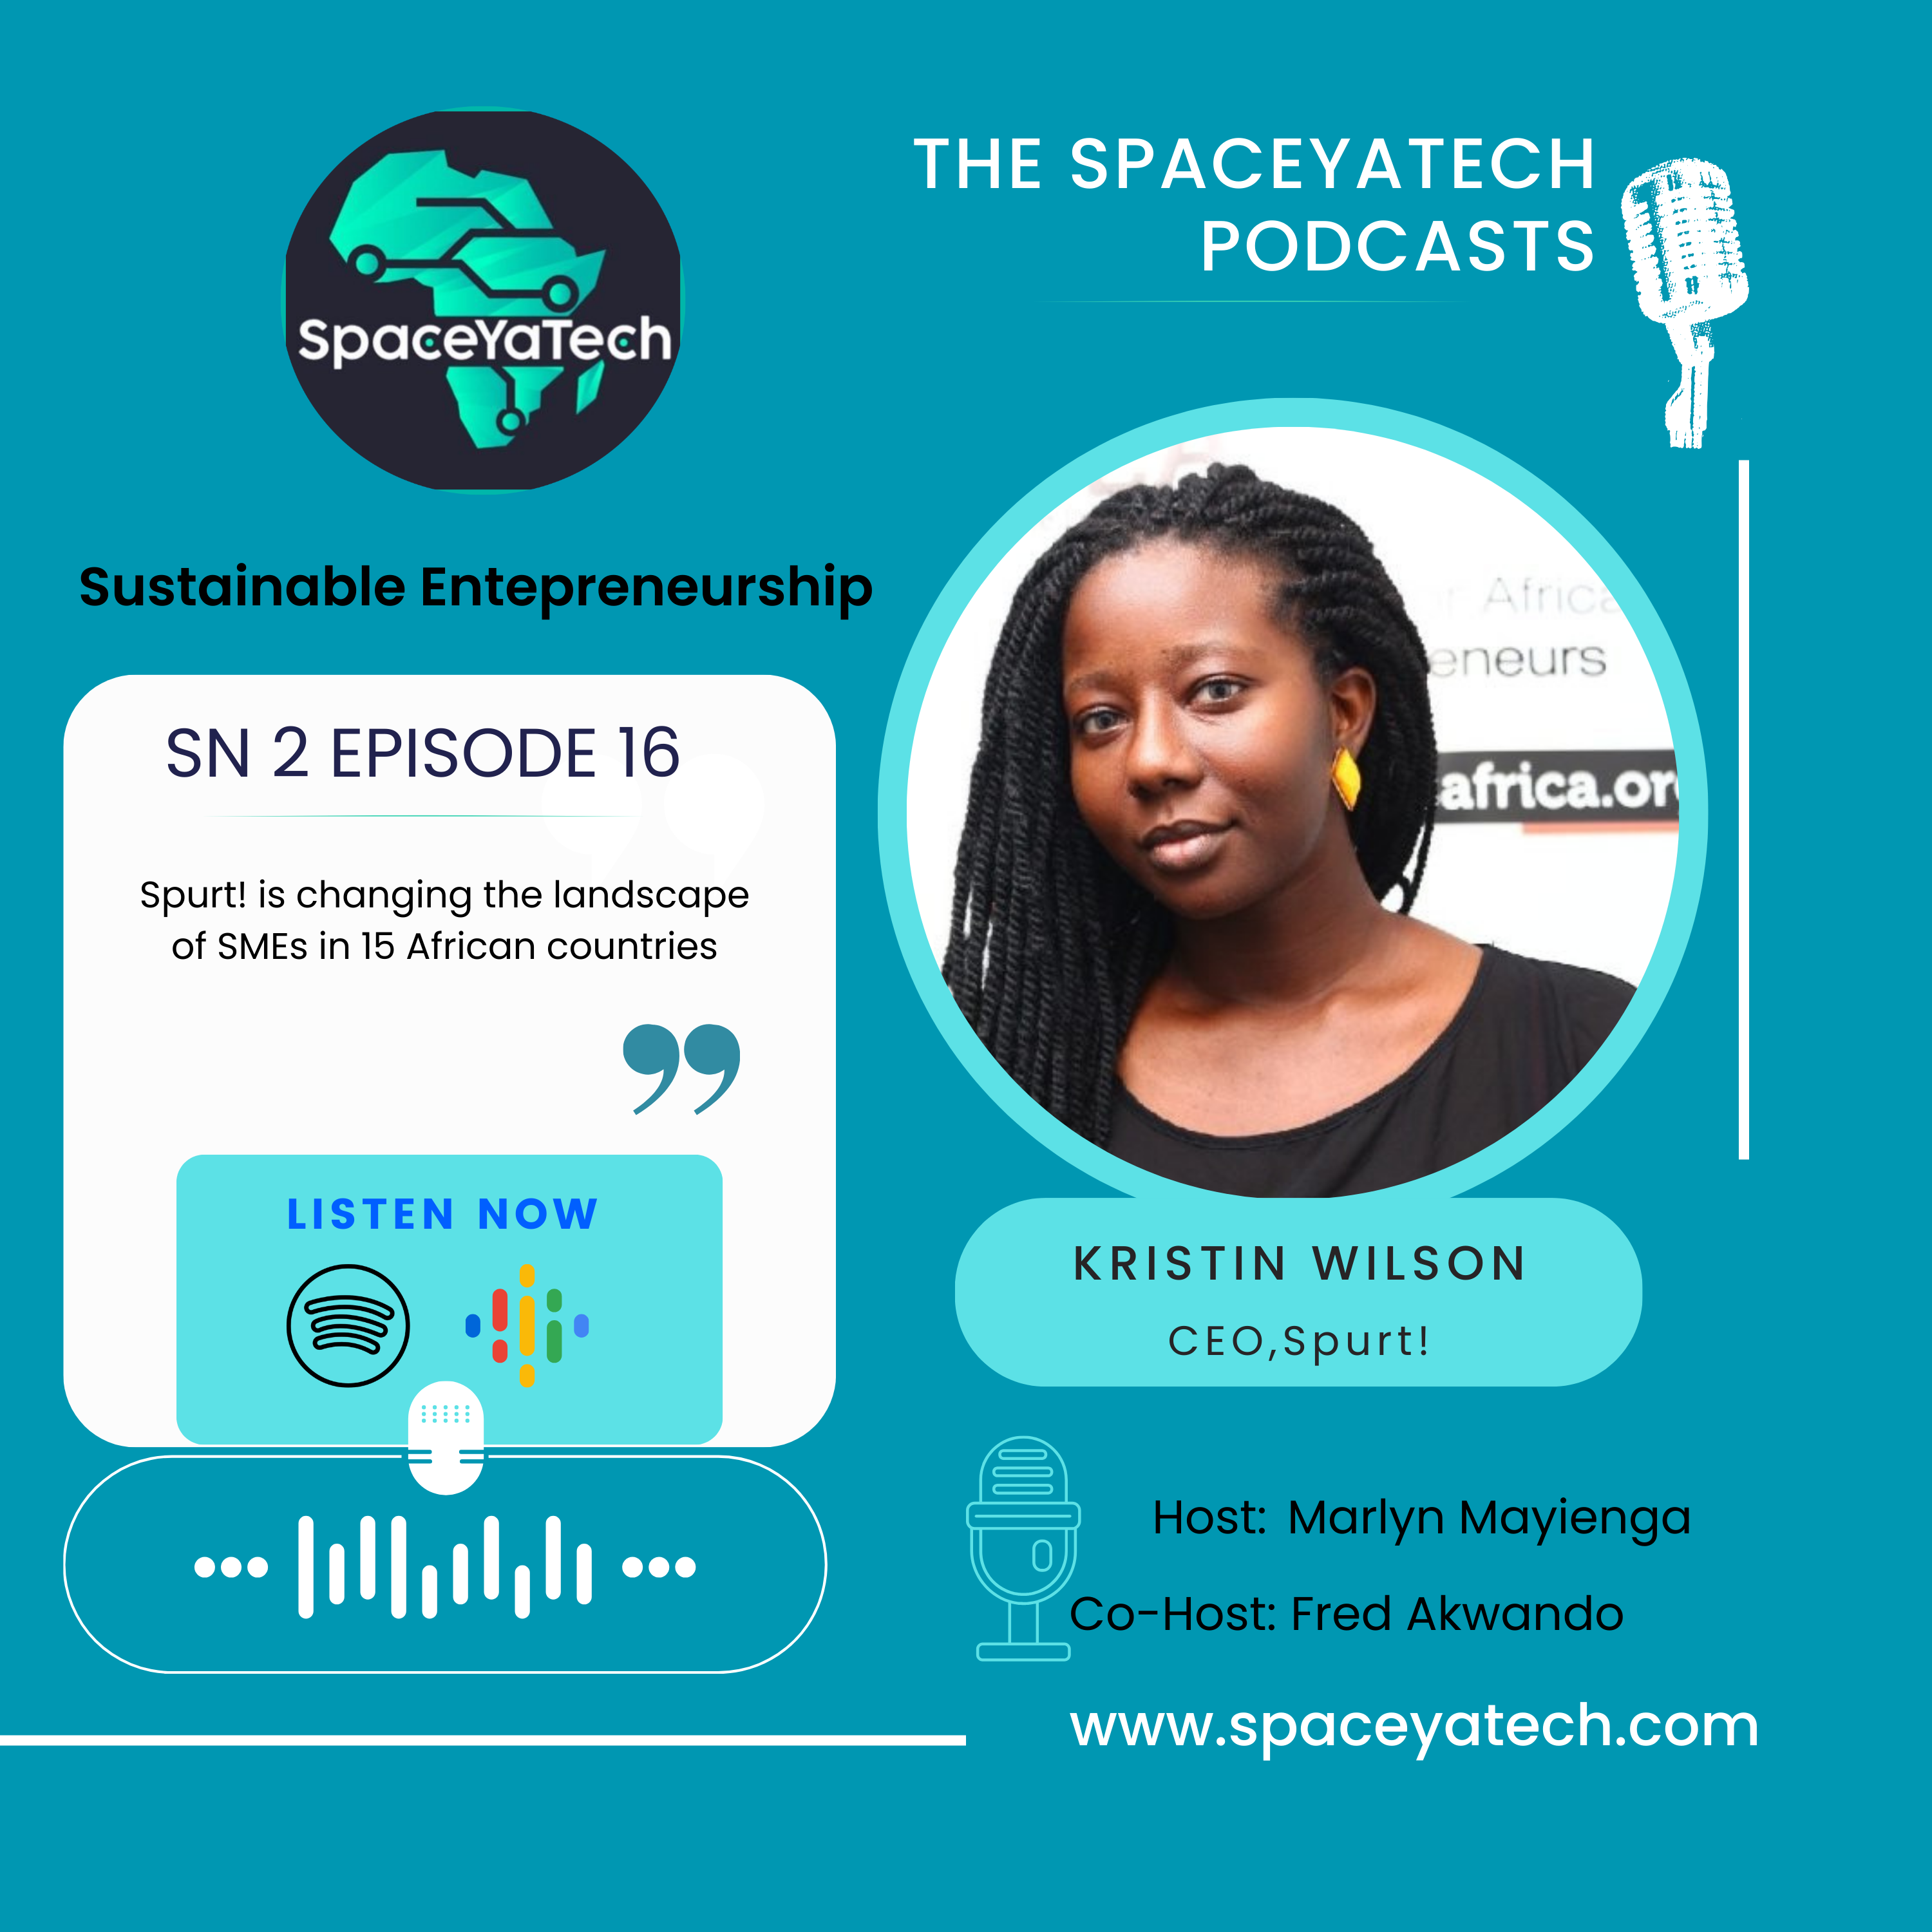 SpaceYaTech
THE SPACEYATECH
PODCASTS
Sustainable Entepreneurship
SN 2 EPISODE 16
Spurt! is changing the landscape
of SMEs in 15 African countries
”
LISTEN NOW
Africa
eneurs
africa.org
KRISTIN WILSON
CEO,Spurt!
Host: Marlyn Mayienga
Co-Host: Fred Akwando
www.spaceyatech.com